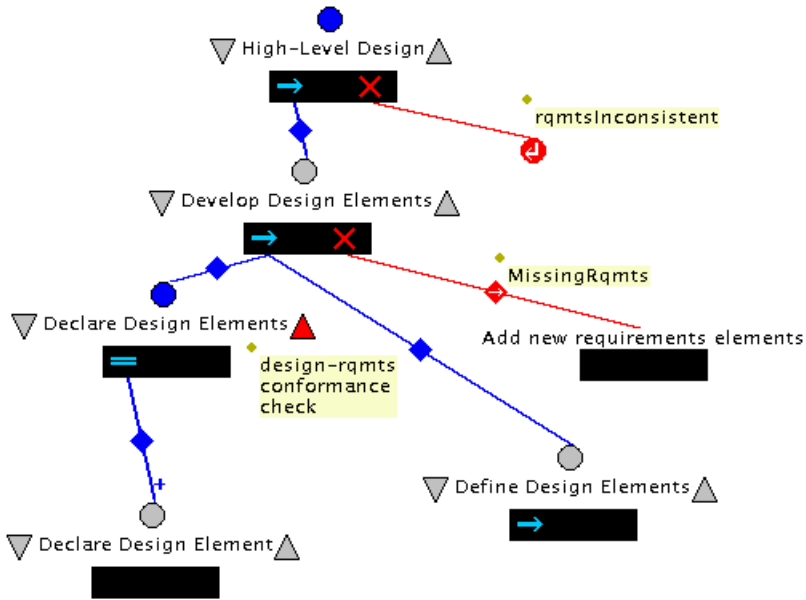 High-Level Design
rqmtsInconsistent
Develop Design Elements
MissingRqmts
Declare Design Elements
Add new requirements elements
design-rqmts
conformance
check
+
Define Design Elements
Declare Design Element